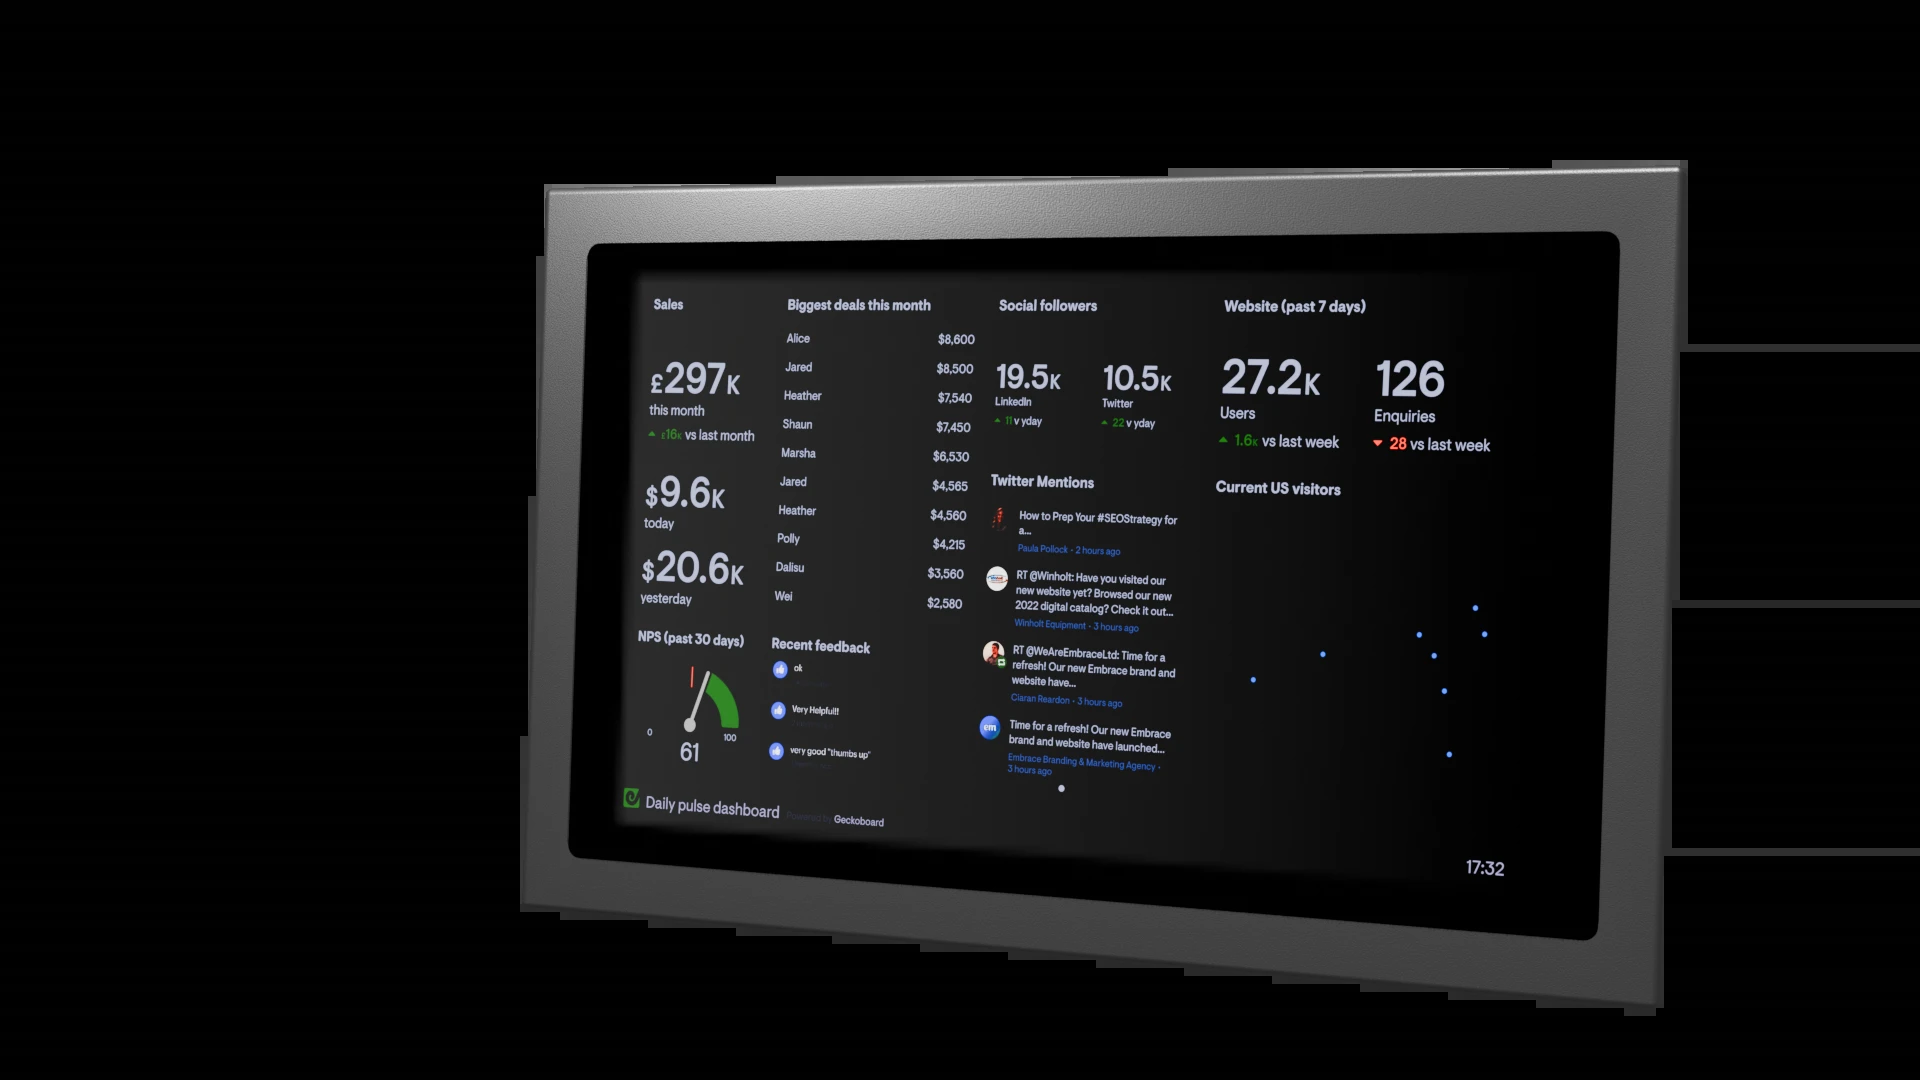 Sales
£297K
this month
£16K vs last month
$9.6K
today
$20.6K
yesterday
Biggest deals this month
Alice $8,600
Jared $8,500
Heather $7,540
Shaun $7,450
Marsha $6,530
Jared $4,565
Heather $4,560
Polly $4,215
Dalisu $3,560
Wei $2,580
Social followers
19.5K
LinkedIn
11 v yday
10.5K
Twitter
22 v yday
Twitter Mentions
How to Prep Your #SEOStrategy for
a...
Paula Pollock - 2 hours ago
RT @Winholt: Have you visited our
new website yet? Browsed our new
2022 digital catalog? Check it out...
Winholt Equipment - 3 hours ago
RT @WeAreEmbraceLtd: Time for a
refresh! Our new Embrace brand and
website have...
Ciaran Reardon - 3 hours ago
em
Time for a refresh! Our new Embrace
brand and website have launched...
Embrace Branding & Marketing Agency -
3 hours ago
Website (past 7 days)
27.2K
Users
1.6K vs last week
126
Enquiries
28 vs last week
Current US visitors
NPS (past 30 days)
0
100
61
Recent feedback
ok
Very Helpful!!
very good "thumbs up"
Daily pulse dashboard
Powered by Geckoboard
17:32